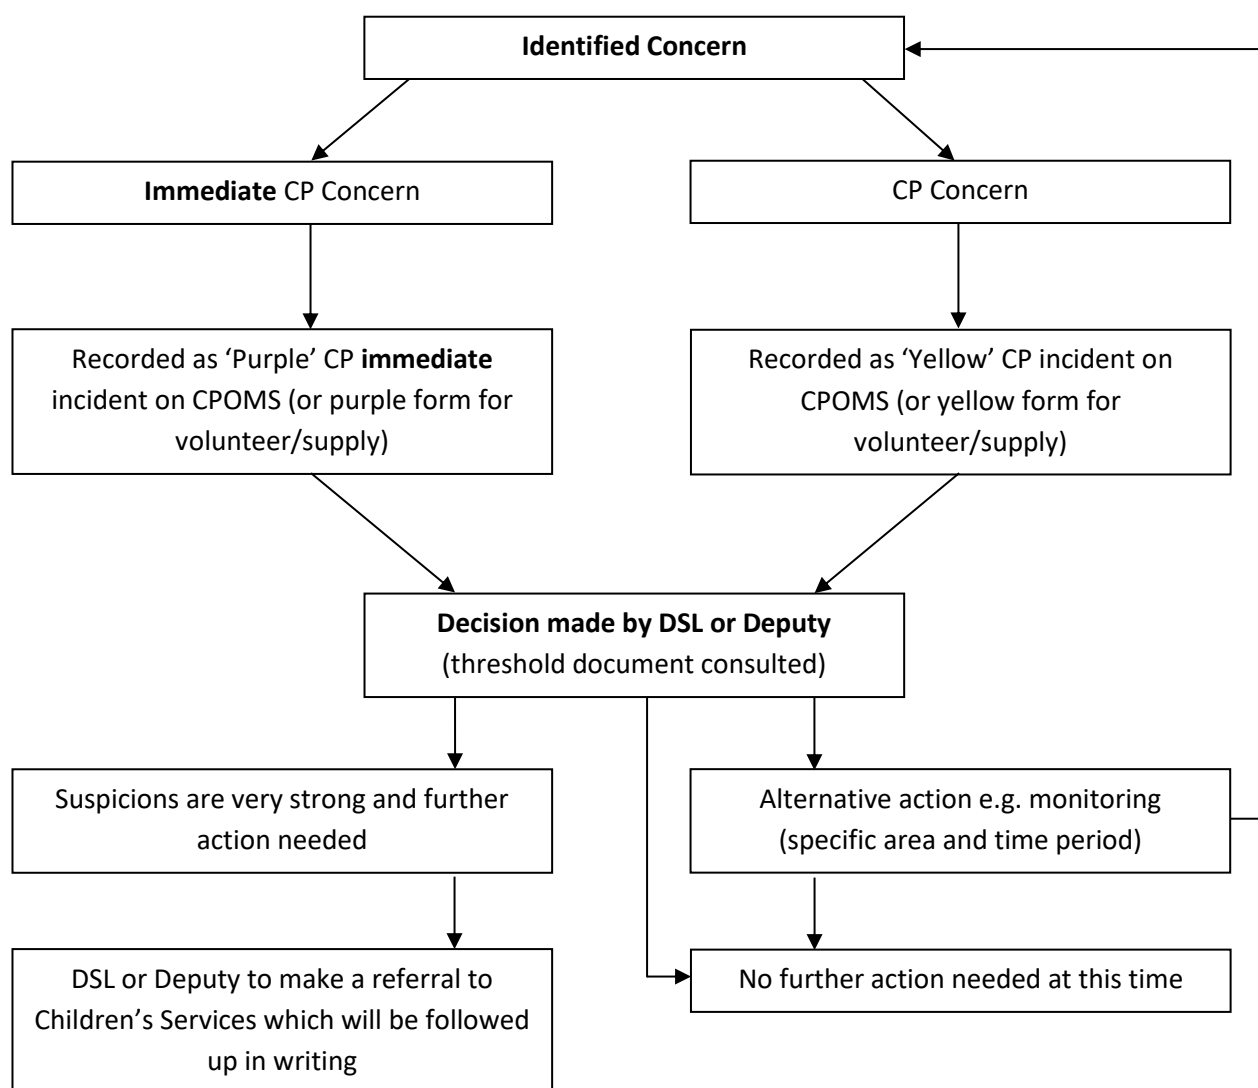 Identified Concern
Immediate CP Concern
CP Concern
Recorded as ‘Purple’ CP immediate
incident on CPOMS (or purple form for
volunteer/supply)
Recorded as ‘Yellow’ CP incident on
CPOMS (or yellow form for
volunteer/supply)
Decision made by DSL or Deputy
(threshold document consulted)
Suspicions are very strong and further
action needed
Alternative action e.g. monitoring
(specific area and time period)
DSL or Deputy to make a referral to
Children’s Services which will be followed
up in writing
No further action needed at this time